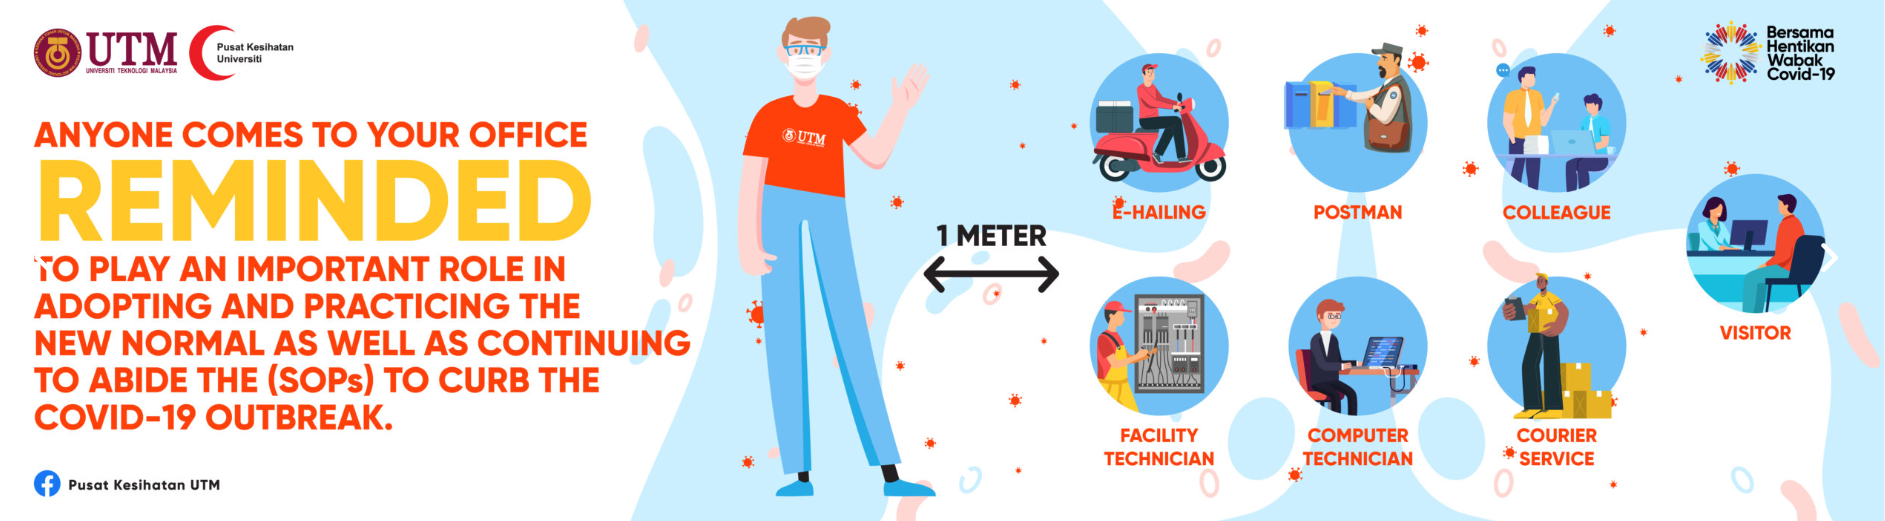 UTM
UNIVERSITI TEKNOLOGI MALAYSIA
Pusat Kesihatan
Universiti
ANYONE COMES TO YOUR OFFICE
REMINDED
TO PLAY AN IMPORTANT ROLE IN
ADOPTING AND PRACTICING THE
NEW NORMAL AS WELL AS CONTINUING
TO ABIDE THE (SOPs) TO CURB THE
COVID-19 OUTBREAK.
Pusat Kesihatan UTM
UTM
1 METER
E-HAILING
POSTMAN
COLLEAGUE
FACILITY
TECHNICIAN
COMPUTER
TECHNICIAN
COURIER
SERVICE
VISITOR
Bersama
Hentikan
Wabak
Covid-19